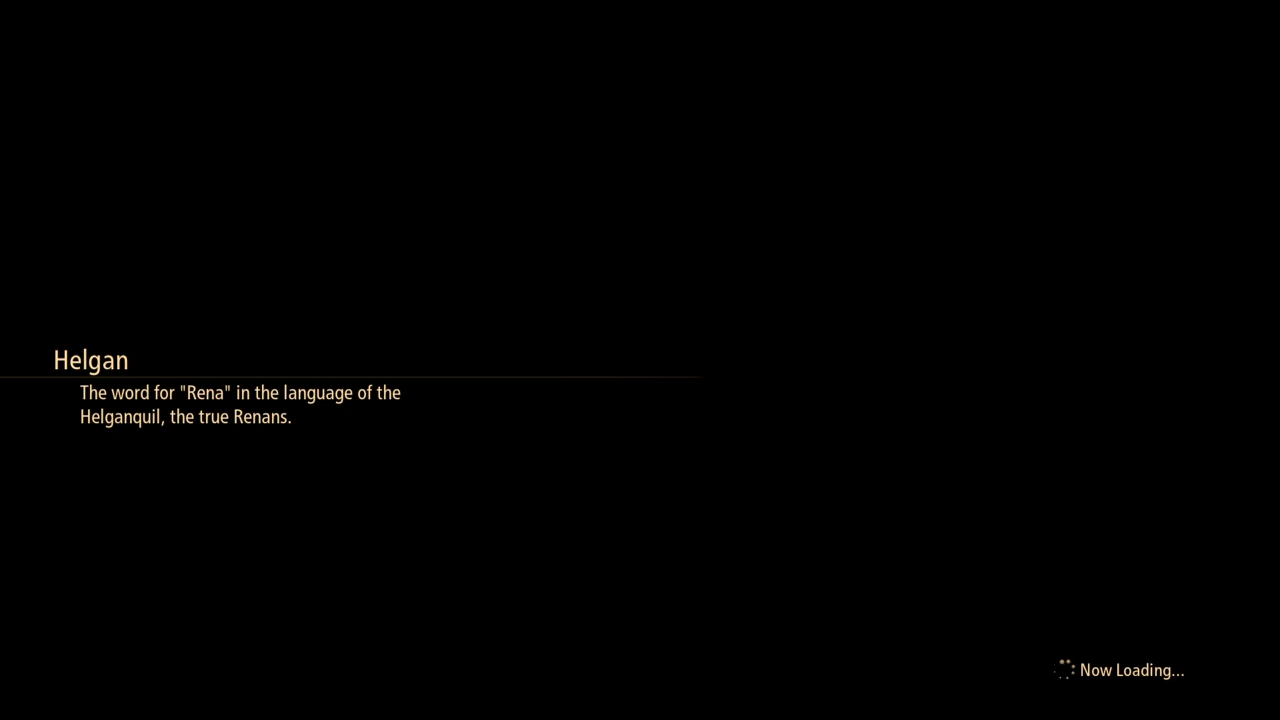 Helgan
The word for "Rena" in the language of the
Helganquil, the true Renans.
Now Loading...